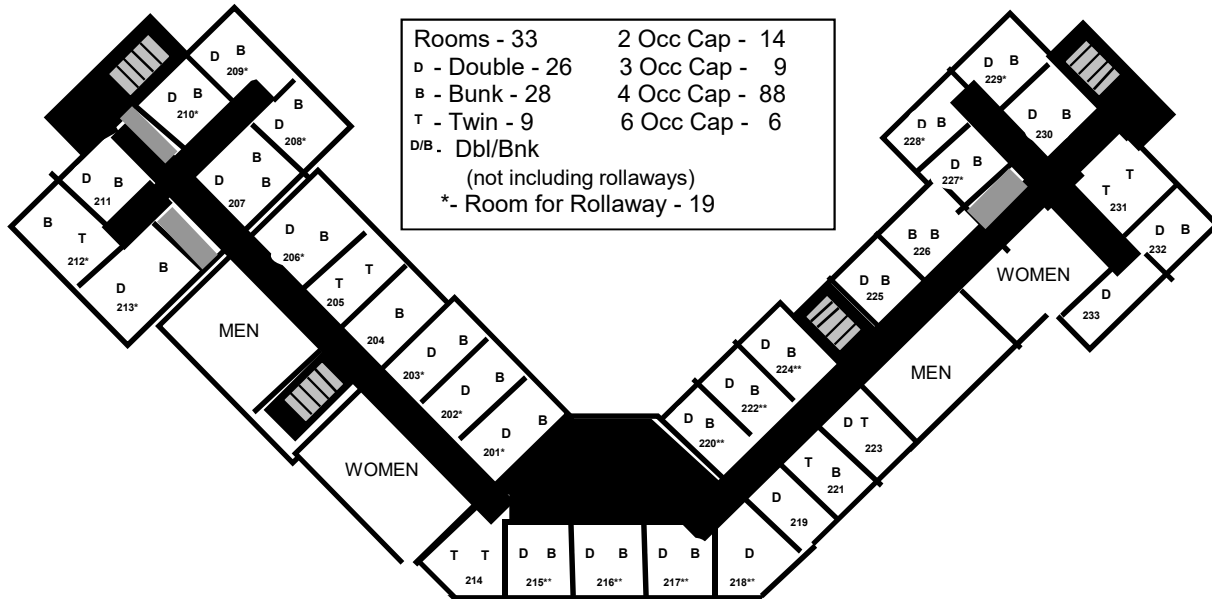 Rooms - 33 2 Occ Cap - 14
D - Double - 26 3 Occ Cap - 9
B - Bunk - 28 4 Occ Cap - 88
T - Twin - 9 6 Occ Cap - 6
D/B - Dbl/Bnk
(not including rollaways)
*- Room for Rollaway - 19
D B
209*
D B
210*
B
D
208*
D B
211
B
D B
207
B
T
212*
D B
213*
D B
206*
T T
205
B
204
D B
203*
D B
202*
D B
201*
MEN
WOMEN
T T
214
D B
215**
D B
216**
D B
217**
D
218**
D
219
D B
220**
T B
221
D B
222**
D T
223
D B
224**
D B
225
B B
226
D B
227*
D B
228*
D B
229*
D B
230
T T
231
D B
232
D
233
WOMEN
MEN